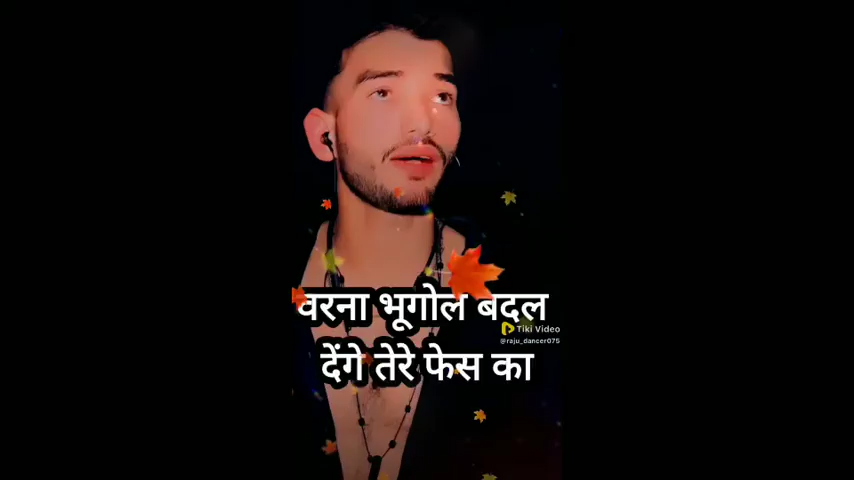 वरना भूगोल बदल
Tiki Video
@raju_dancer075
देंगे तेरे फेस का